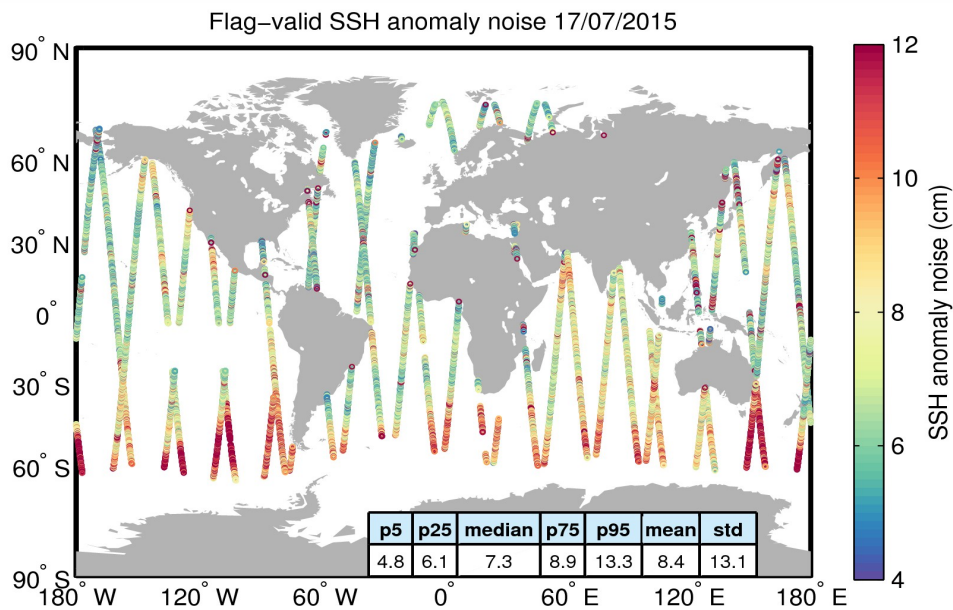 Flag−valid SSH anomaly noise 17/07/2015
90° N
60° N
30° N
0°
30° S
60° S
90° S
180° W
120° W
60° W
0°
60° E
120° E
180° E
p5 p25 median p75 p95 mean std
4.8 6.1 7.3 8.9 13.3 8.4 13.1
12
10
8
6
4
SSH anomaly noise (cm)